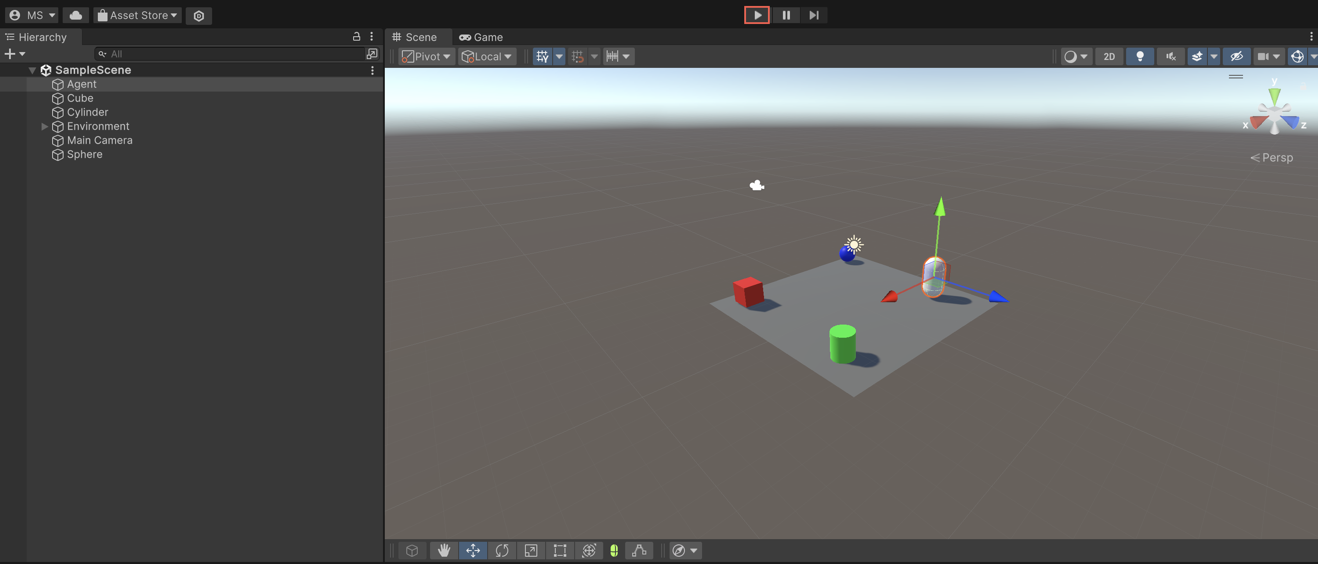 MS Asset Store
Hierarchy
All
SampleScene
Agent
Cube
Cylinder
Environment
Main Camera
Sphere
Scene Game
Pivot Local 2D
y
x z
Persp